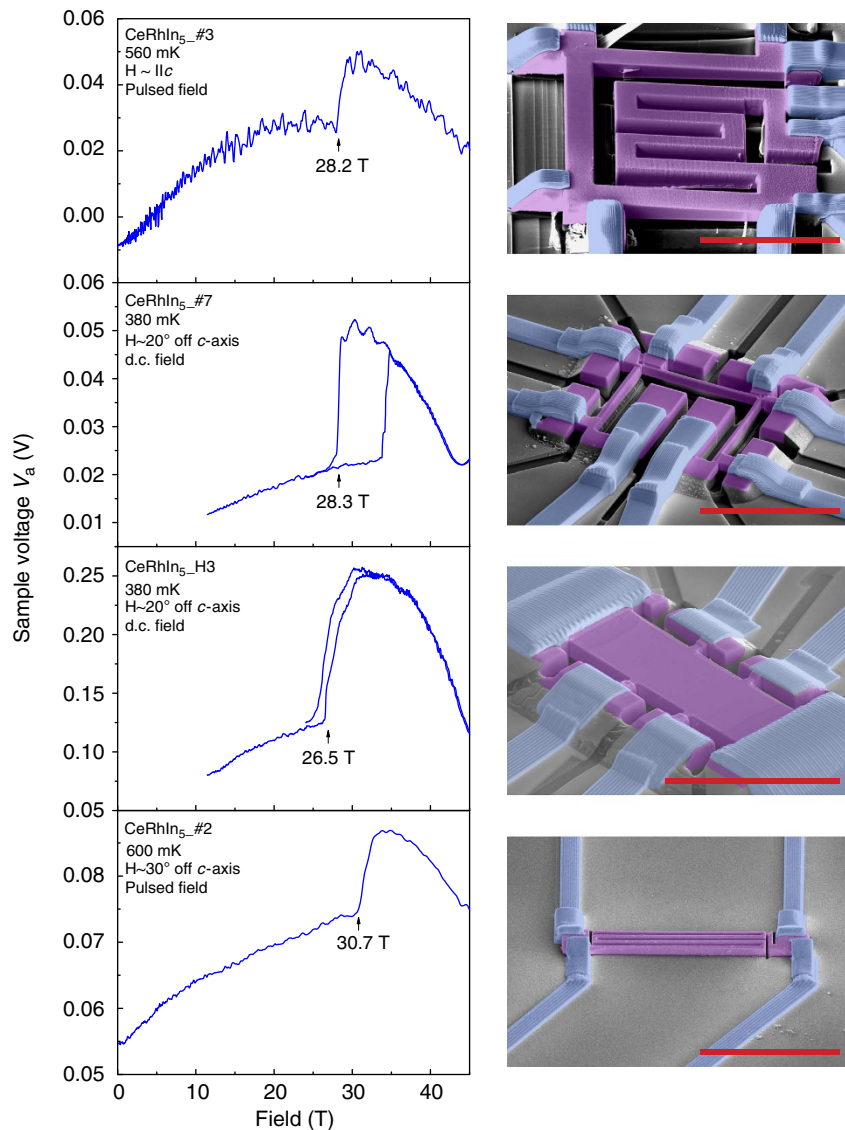 CeRhIn5_#3
560 mK
H ~ IIc
Pulsed field
0.06
0.04
0.02
0.00
28.2 T
CeRhIn5_#7
380 mK
H~20° off c-axis
d.c. field
0.06
0.05
0.04
0.03
0.02
0.01
28.3 T
CeRhIn5_H3
380 mK
H~20° off c-axis
d.c. field
0.25
0.20
0.15
0.10
0.05
26.5 T
CeRhIn5_#2
600 mK
H~30° off c-axis
Pulsed field
0.08
0.07
0.06
0.05
30.7 T
Sample voltage Va (V)
0
10
20
30
40
Field (T)